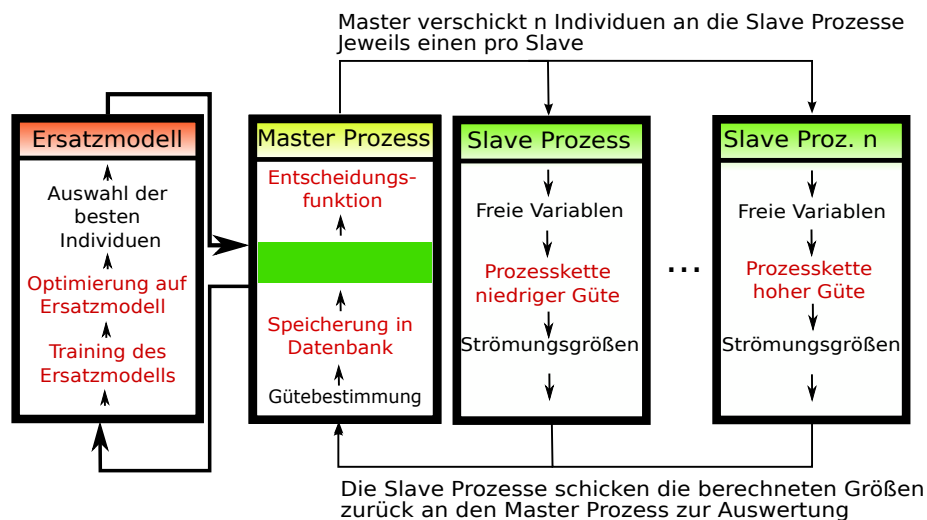 Master verschickt n Individuen an die Slave Prozesse
Jeweils einen pro Slave
Ersatzmodell
Auswahl der
besten
Individuen
Optimierung auf
Ersatzmodell
Training des
Ersatzmodells
Master Prozess
Entscheidungs-
funktion
Speicherung in
Datenbank
Gütebestimmung
Slave Prozess
Freie Variablen
Prozesskette
niedriger Güte
Strömungsgrößen
...
Slave Proz. n
Freie Variablen
Prozesskette
hoher Güte
Strömungsgrößen
Die Slave Prozesse schicken die berechneten Größen
zurück an den Master Prozess zur Auswertung